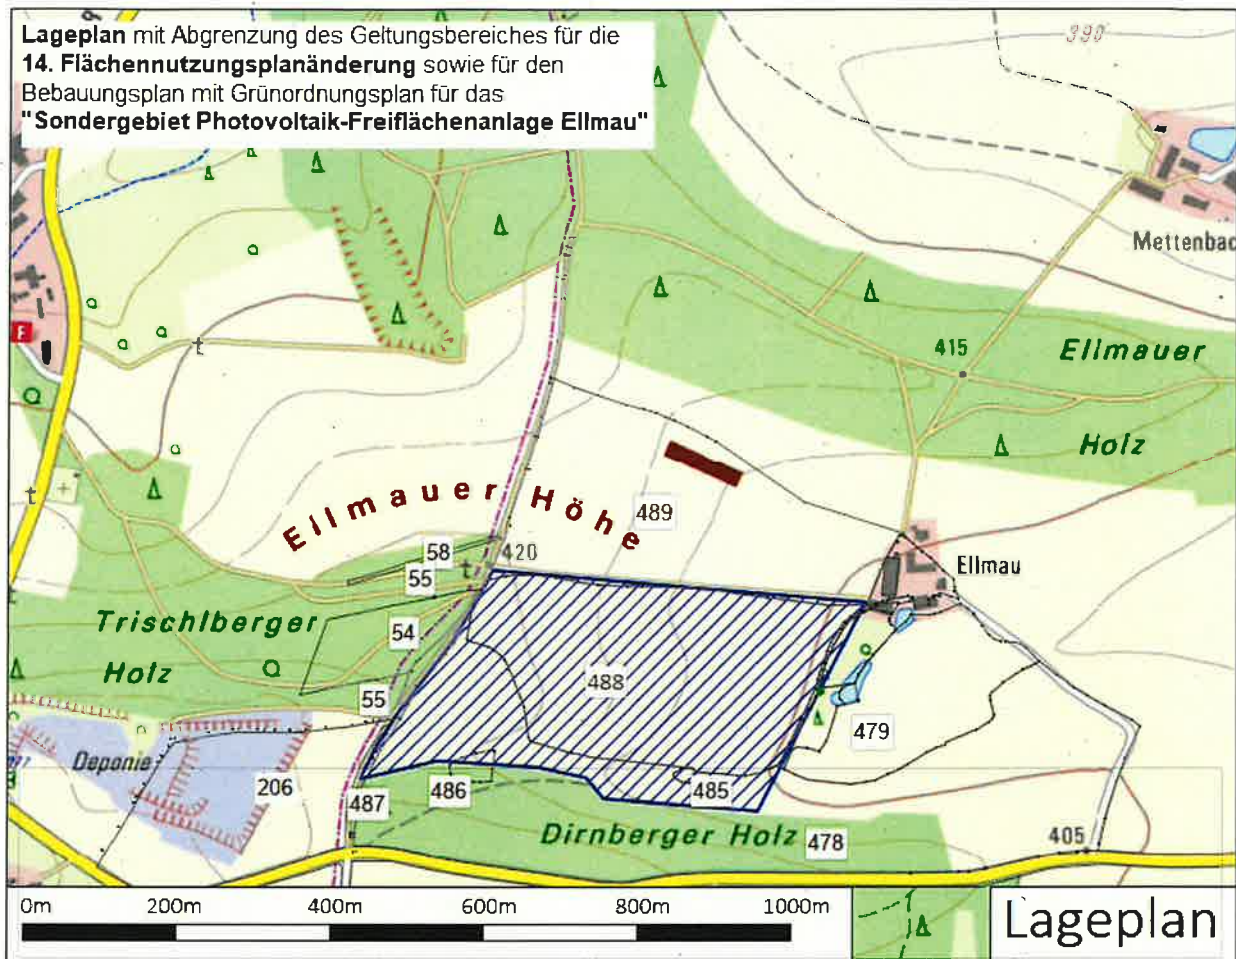 Lageplan mit Abgrenzung des Geltungsbereiches für die
14. Flächennutzungsplanänderung sowie für den
Bebauungsplan mit Grünordnungsplan für das
"Sondergebiet Photovoltaik-Freiflächenanlage Ellmau"
390
Mettenbac
E
t
415
Ellmauer
Holz
t
Ellmauer Höhe
489
58
420
t
55
Ellmau
Trischlberger
Holz
54
488
55
479
Deponie
206
487
486
485
Dirnberger Holz
478
405
0m 200m 400m 600m 800m 1000m
Lageplan